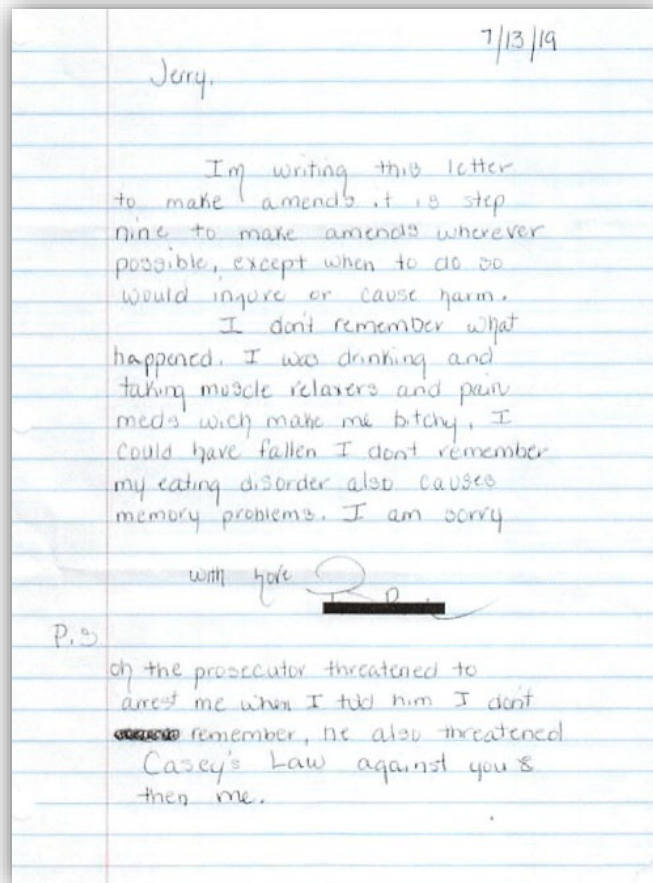 7/13/19
Jerry,
Im writing this letter
to make amends it is step
nine to make amends wherever
possible, except when to do so
would ingure or cause harm.
I don't remember what
happened. I was drinking and
taking muscle relaxers and pain
meds wich make me bitchy, I
could have fallen I dont remember
my eating disorder also causes
memory problems. I am sorry
with
P.S
oh the prosecutor threatened to
arrest me when I told him I don't
remember, he also threatened
Casey's Law against you &
then me.